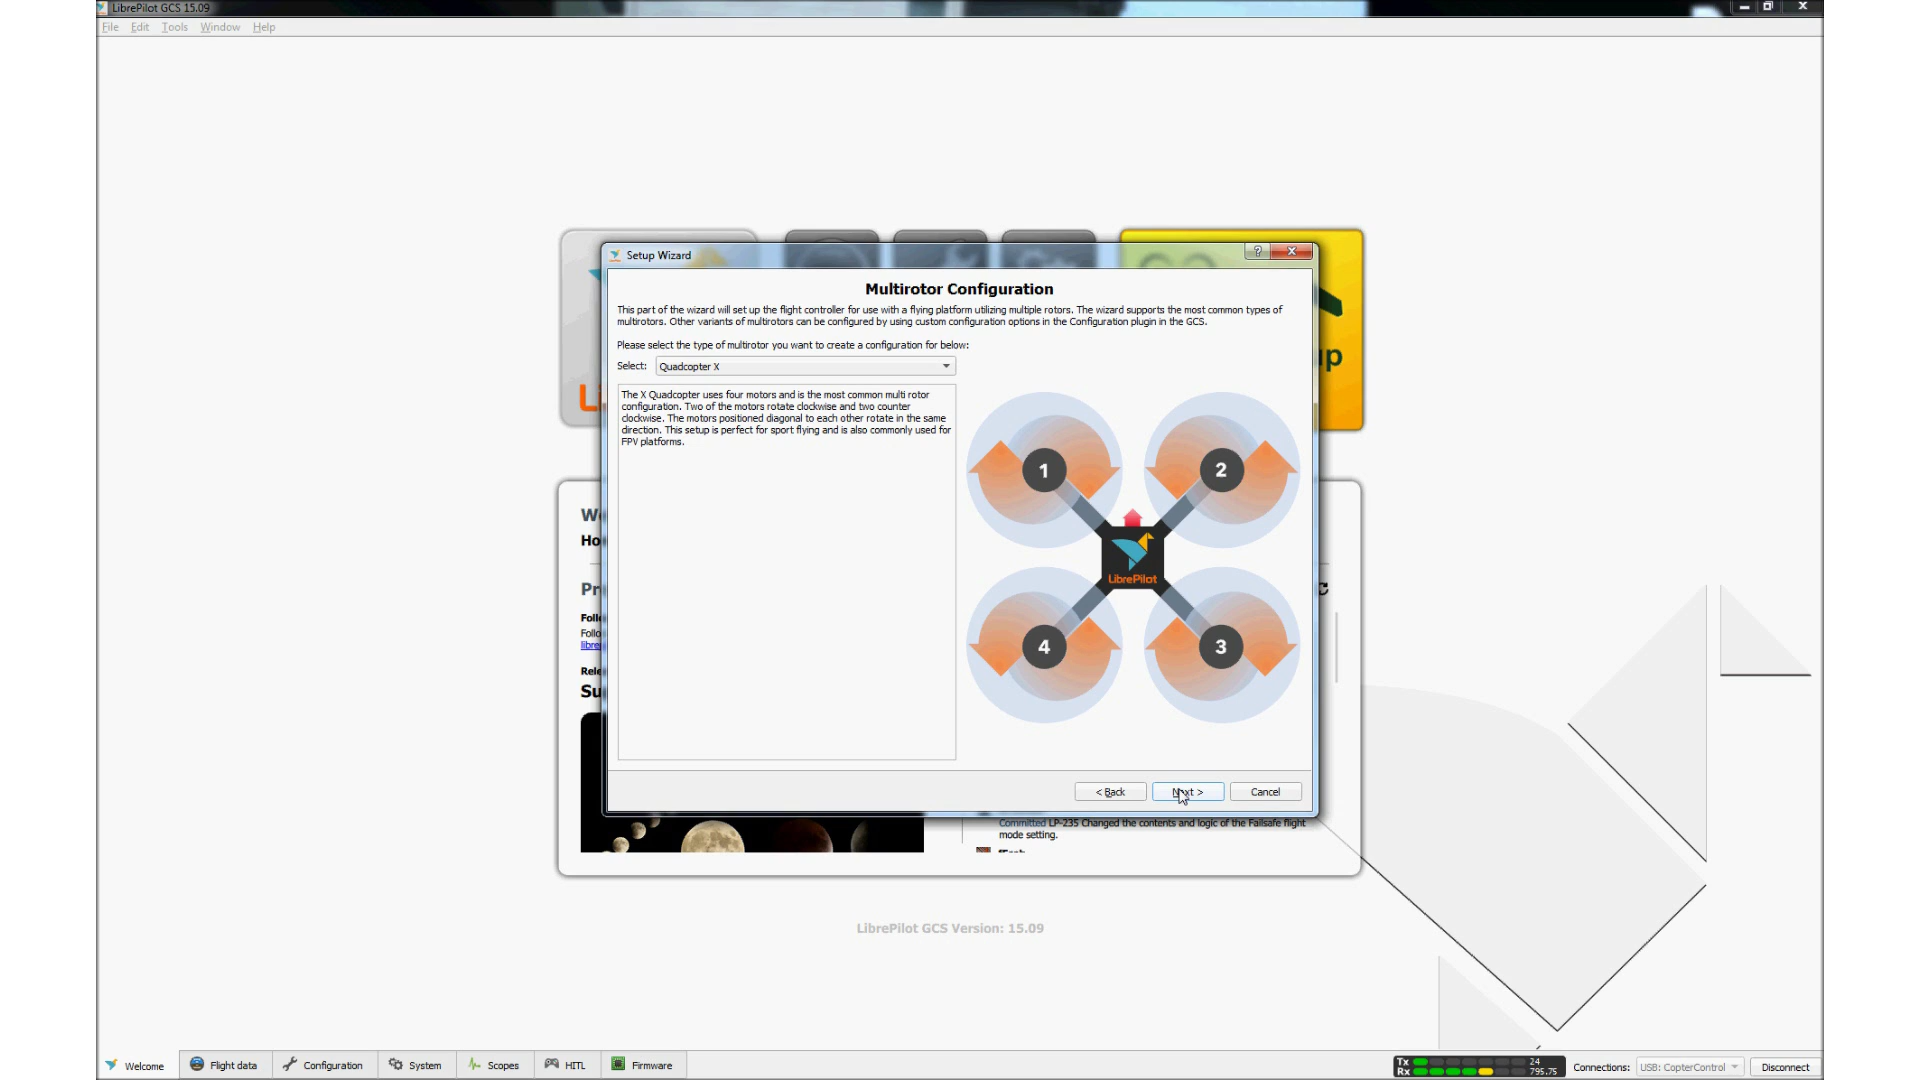 LibrePilot GCS 15.09
File Edit Tools Window Help
Setup Wizard
Multirotor Configuration
This part of the wizard will set up the flight controller for use with a flying platform utilizing multiple rotors. The wizard supports the most common types of
multirotors. Other variants of multirotors can be configured by using custom configuration options in the Configuration plugin in the GCS.
Please select the type of multirotor you want to create a configuration for below:
Select: Quadcopter X
The X Quadcopter uses four motors and is the most common multi rotor
configuration. Two of the motors rotate clockwise and two counter
clockwise. The motors positioned diagonal to each other rotate in the same
direction. This setup is perfect for sport flying and is also commonly used for
FPV platforms.
1
2
LibrePilot
4
3
< Back Next > Cancel
Committed LP-235 Changed the contents and logic of the Failsafe flight
mode setting.
LibrePilot GCS Version: 15.09
Welcome Flight data Configuration System Scopes HITL Firmware
Tx 24
Rx 795.75
Connections: USB: CopterControl Disconnect